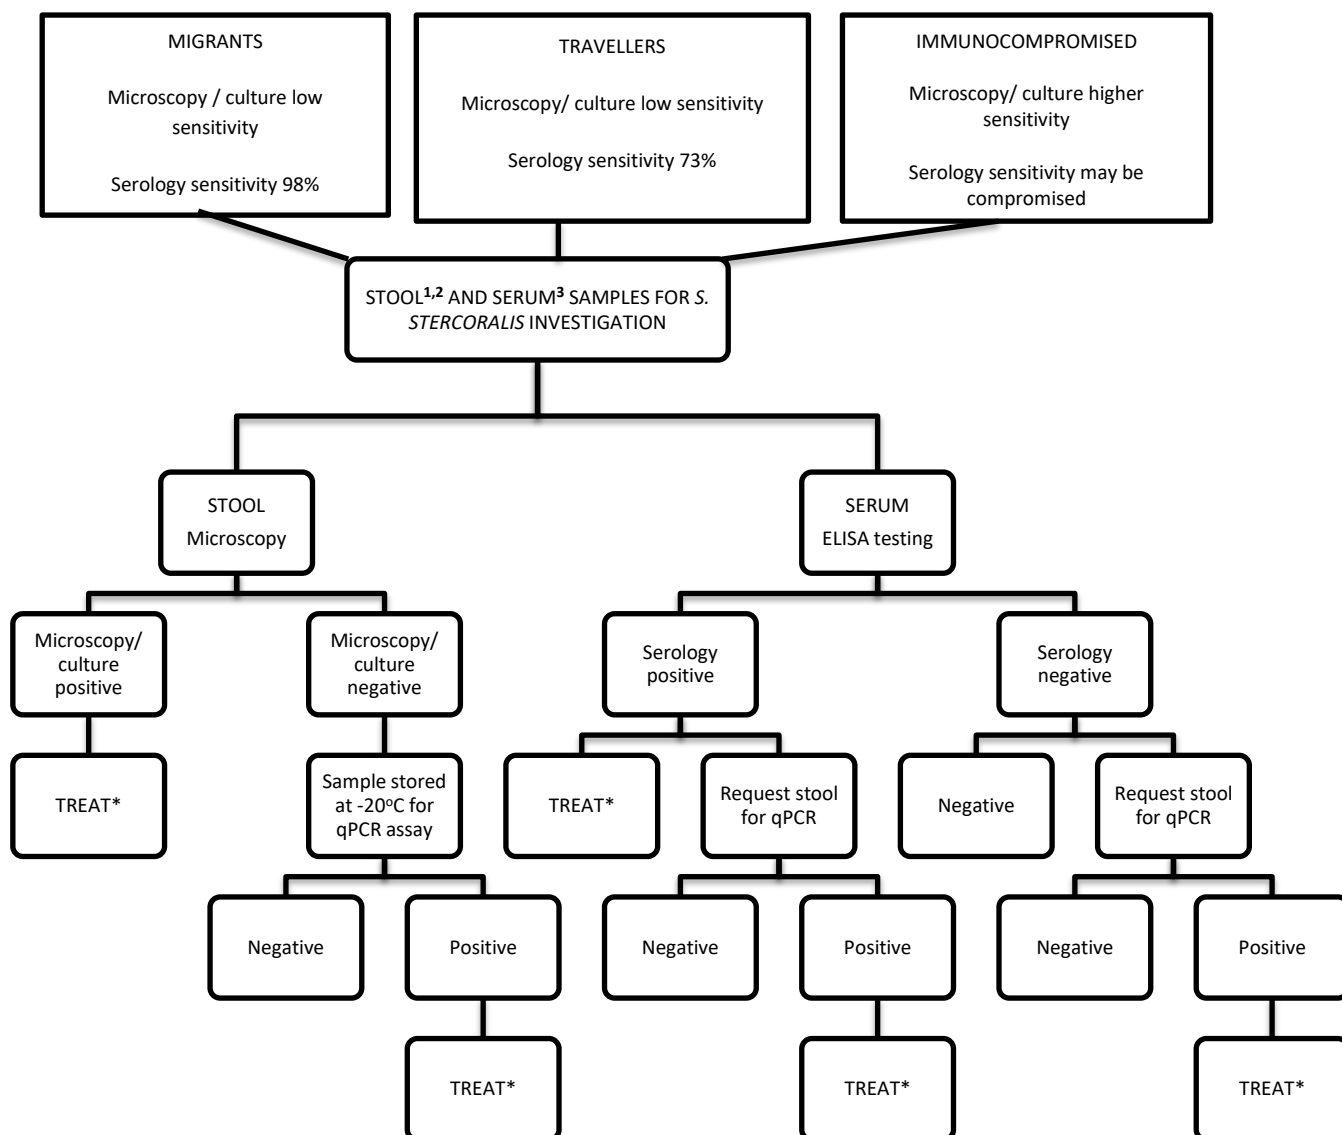 MIGRANTS
Microscopy / culture low
sensitivity
Serology sensitivity 98%
TRAVELLERS
Microscopy/ culture low sensitivity
Serology sensitivity 73%
IMMUNOCOMPROMISED
Microscopy/ culture higher
sensitivity
Serology sensitivity may be
compromised
STOOL1,2 AND SERUM3 SAMPLES FOR S.
STERCORALIS INVESTIGATION
STOOL
Microscopy
SERUM
ELISA testing
Microscopy/
culture
positive
Microscopy/
culture
negative
Serology
positive
Serology
negative
TREAT*
Sample stored
at -20oC for
qPCR assay
TREAT*
Request stool
for qPCR
Negative
Request stool
for qPCR
Negative
Positive
Negative
Positive
Negative
Positive
TREAT*
TREAT*
TREAT*